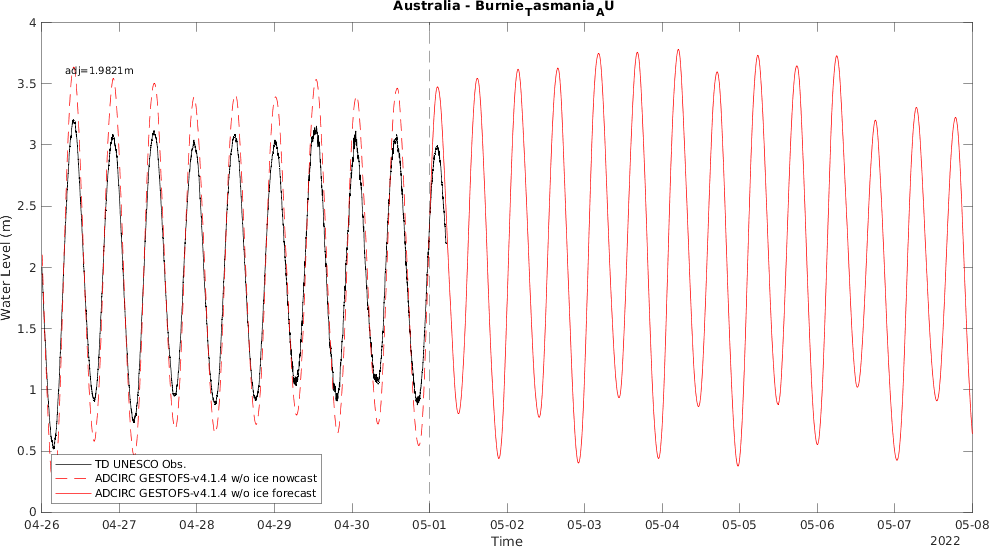 Australia - Burnie_Tasmania_AU
4
adj=1.9821m
3.5
3
2.5
2
1.5
1
0.5
0
Water Level (m)
TD UNESCO Obs.
ADCIRC GESTOFS-v4.1.4 w/o ice nowcast
ADCIRC GESTOFS-v4.1.4 w/o ice forecast
04-26 04-27 04-28 04-29 04-30 05-01 05-02 05-03 05-04 05-05 05-06 05-07 05-08
Time
2022